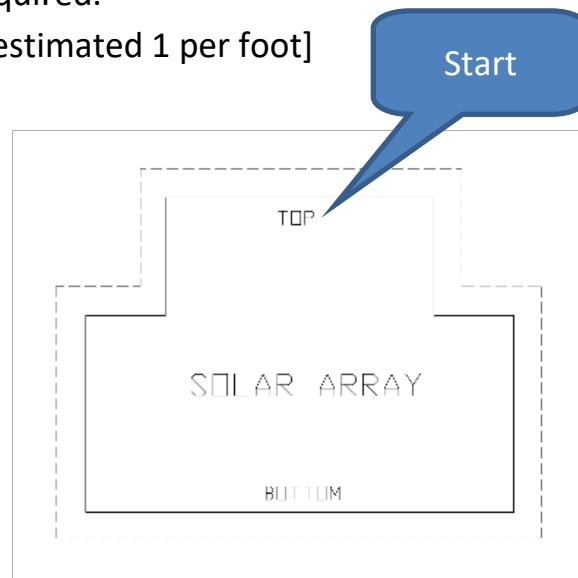 quired.
estimated 1 per foot]
Start
TOP
SOLAR ARRAY
BOTTOM